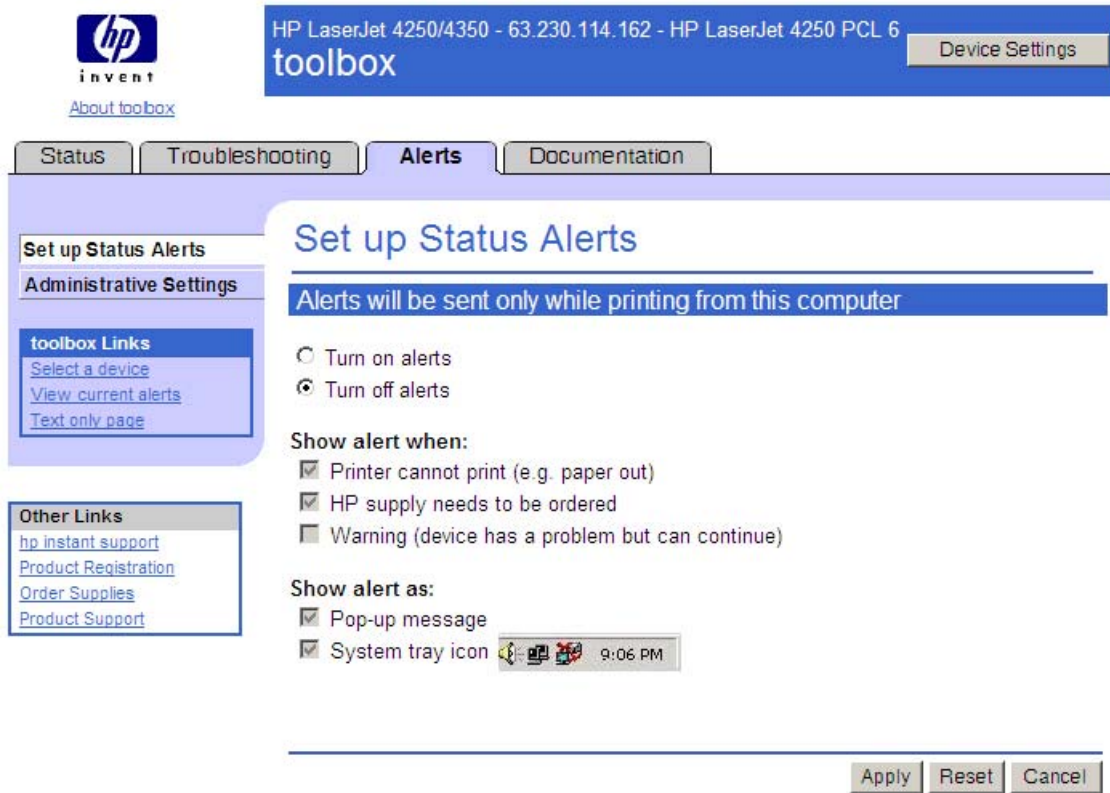 hp
invent
About toolbox
HP LaserJet 4250/4350 - 63.230.114.162 - HP LaserJet 4250 PCL 6
toolbox
Device Settings
Status
Troubleshooting
Alerts
Documentation
Set up Status Alerts
Administrative Settings
toolbox Links
Select a device
View current alerts
Text only page
Other Links
hp instant support
Product Registration
Order Supplies
Product Support
Set up Status Alerts
Alerts will be sent only while printing from this computer
Turn on alerts
Turn off alerts
Show alert when:
Printer cannot print (e.g. paper out)
HP supply needs to be ordered
Warning (device has a problem but can continue)
Show alert as:
Pop-up message
System tray icon 9:06 PM
Apply
Reset
Cancel